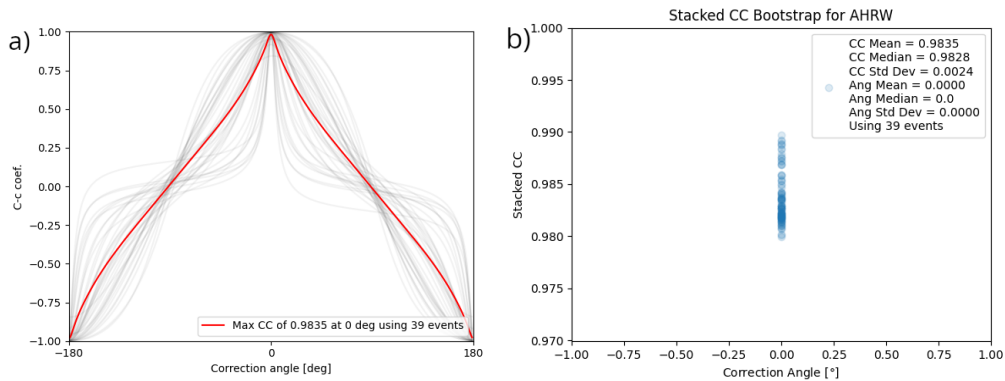 a)
1.00
0.75
0.50
0.25
0.00
−0.25
−0.50
−0.75
−1.00
C-c coef.
−180
0
180
Correction angle [deg]
Max CC of 0.9835 at 0 deg using 39 events
b)
Stacked CC Bootstrap for AHRW
1.000
0.995
0.990
0.985
0.980
0.975
0.970
Stacked CC
CC Mean = 0.9835
CC Median = 0.9828
CC Std Dev = 0.0024
Ang Mean = 0.0000
Ang Median = 0.0
Ang Std Dev = 0.0000
Using 39 events
−1.00
−0.75
−0.50
−0.25
0.00
0.25
0.50
0.75
1.00
Correction Angle [°]